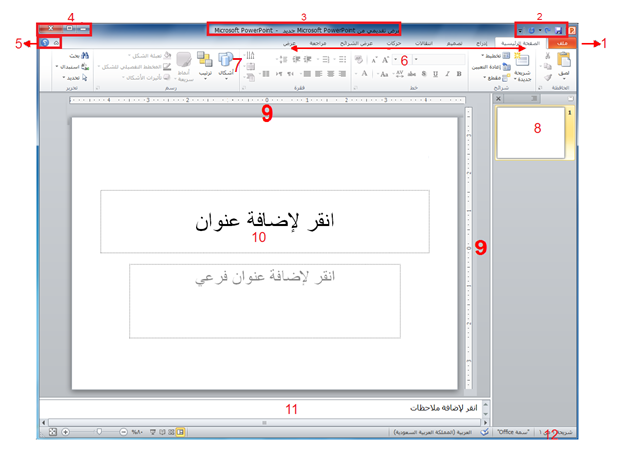 4
3
2
عرض تقديمي من Microsoft PowerPoint جديد - Microsoft PowerPoint
1
ملف
الصفحة الرئيسية
إدراج
تصميم
انتقالات
حركات
عرض الشرائح
مراجعة
عرض
5
لصق
شريحة جديدة
تخطيط
إعادة التعيين
مقطع
6
7
أشكال
ترتيب
أنماط سريعة
تعبئة الشكل
المخطط التفصيلي للشكل
تأثيرات الأشكال
بحث
استبدال
تحديد
الحافظة
شرائح
خط
فقرة
رسم
تحرير
9
1
8
انقر لإضافة عنوان
10
9
انقر لإضافة عنوان فرعي
11
انقر لإضافة ملاحظات
12
"سمة Office"
العربية (المملكة العربية السعودية)
٨٠%